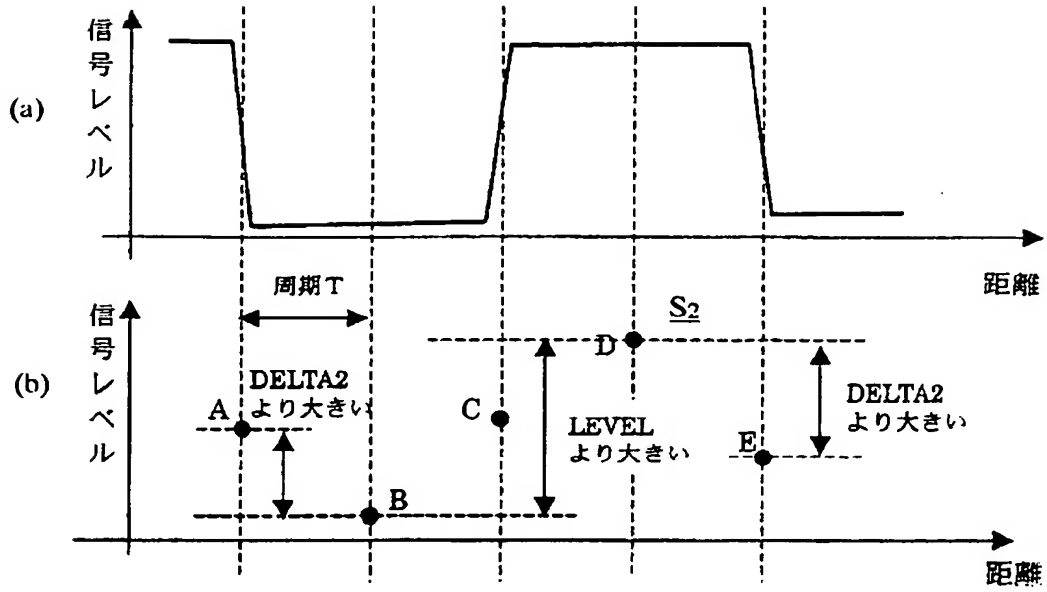 (a)
信号レベル
距離
(b)
信号レベル
周期T
S2
DELTA2
より大きい
A
B
C
D
E
LEVEL
より大きい
DELTA2
より大きい
距離